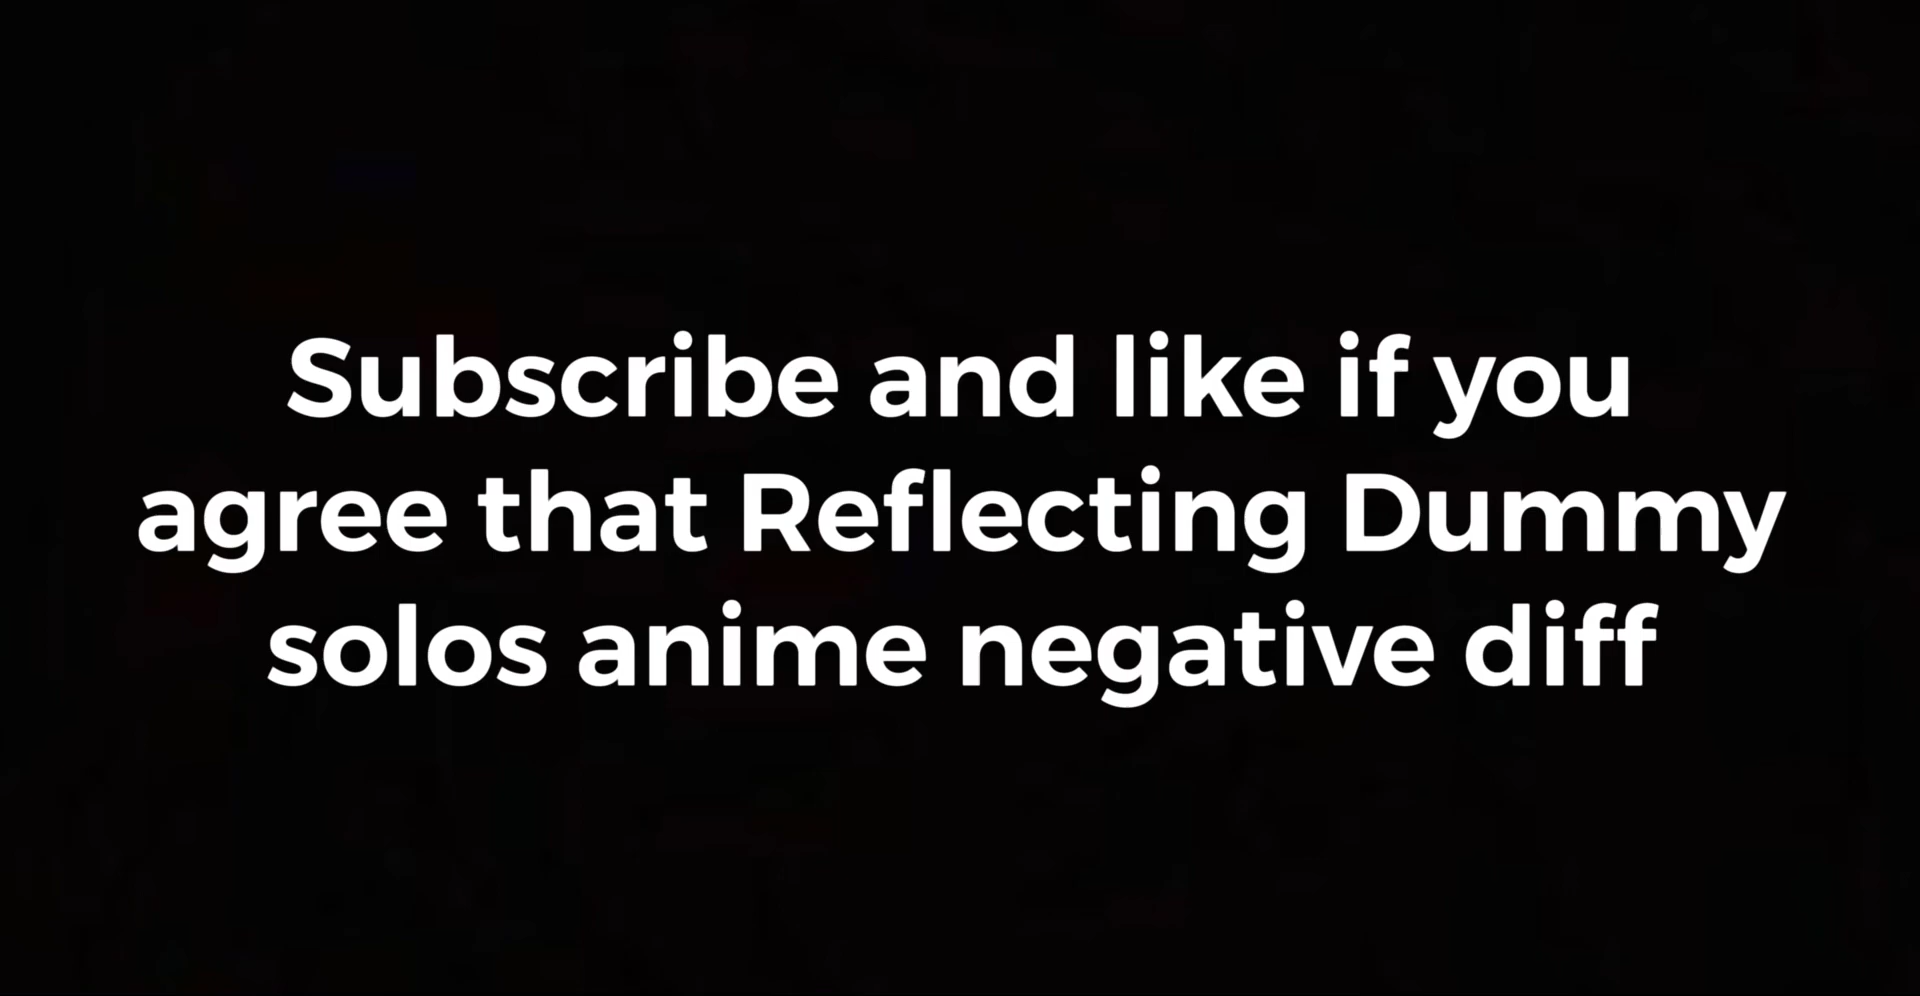 Subscribe and like if you
agree that Reflecting Dummy
solos anime negative diff